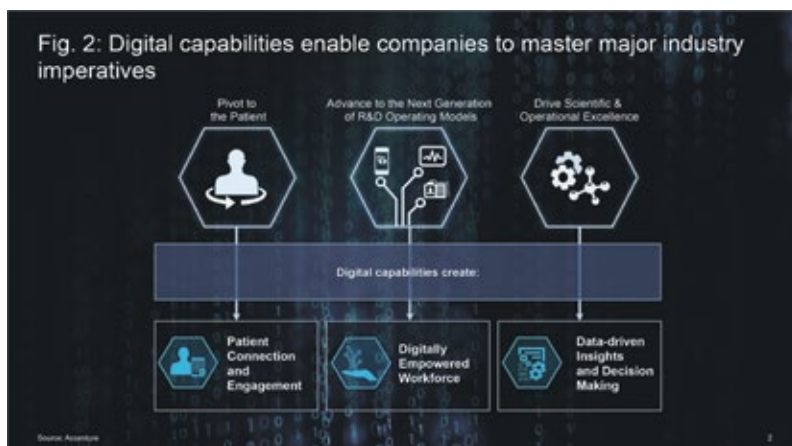 Fig. 2: Digital capabilities enable companies to master major industry
imperatives
Pivot to
the Patient
Advance to the Next Generation
of R&D Operating Models
Drive Scientific &
Operational Excellence
Digital capabilities create:
Patient
Connection
and
Engagement
Digitally
Empowered
Workforce
Data-driven
Insights
and Decision
Making
Source: Accenture
2